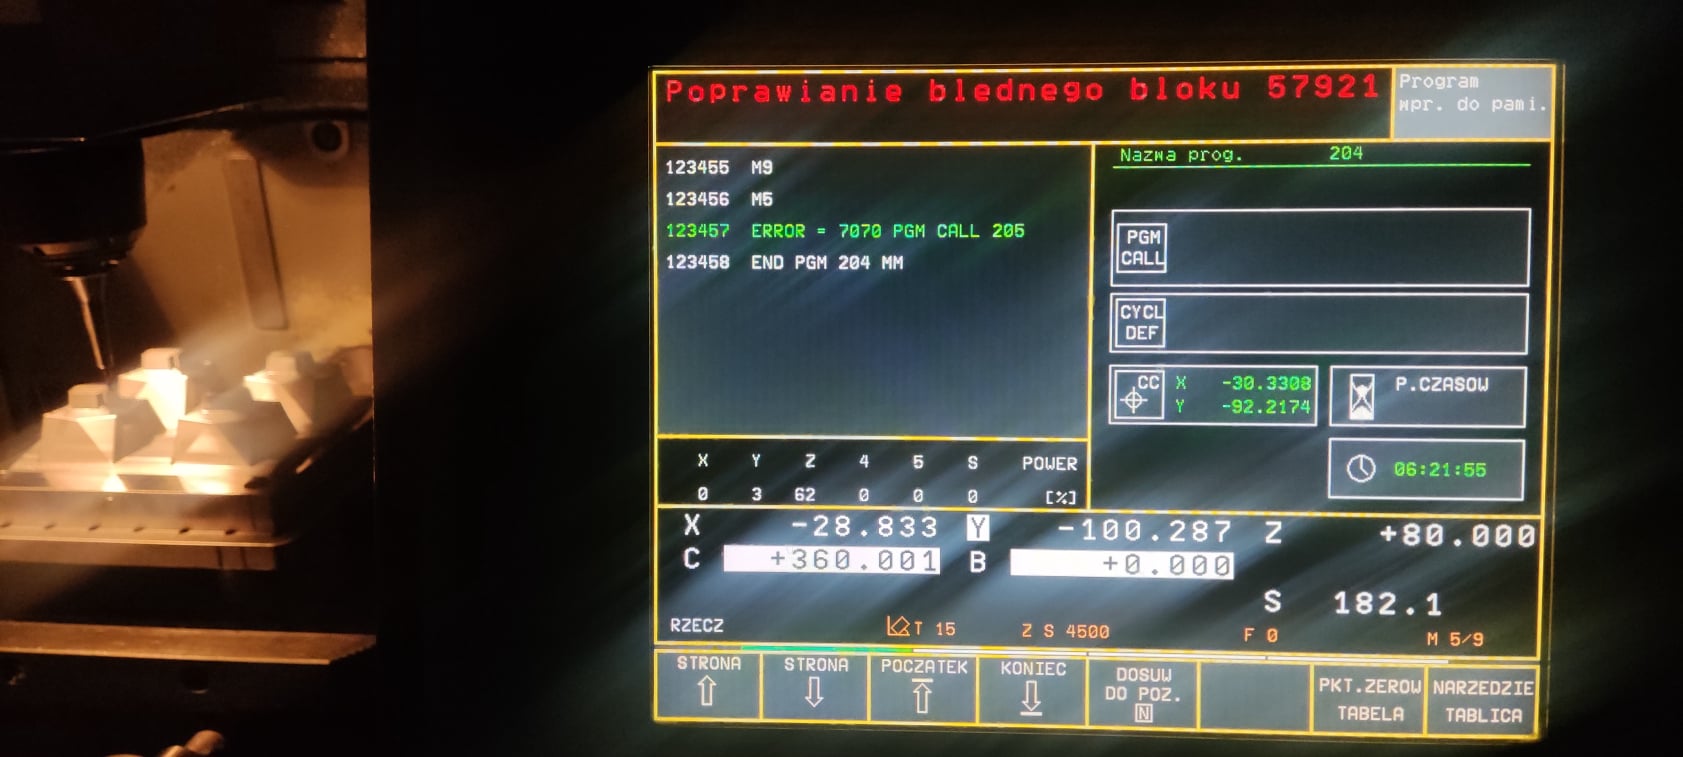 Poprawianie blednego bloku 57921
Program
wpr. do pami.
123455 M9
123456 M5
123457 ERROR = 7070 PGM CALL 205
123458 END PGM 204 MM
Nazwa prog. 204
PGM
CALL
CYCL
DEF
CC X -30.3308
Y -92.2174
P.CZASOW
06:21:55
X Y Z 4 5 S POWER
0 3 62 0 0 0 [%]
X -28.833 Y -100.287 Z +80.000
C +360.001 B +0.000
S 182.1
RZECZ T 15 Z S 4500 F 0 M 5/9
STRONA
STRONA
POCZATEK
KONIEC
DOSUW
DO POZ.
N
PKT.ZEROW
TABELA
NARZEDZIE
TABLICA